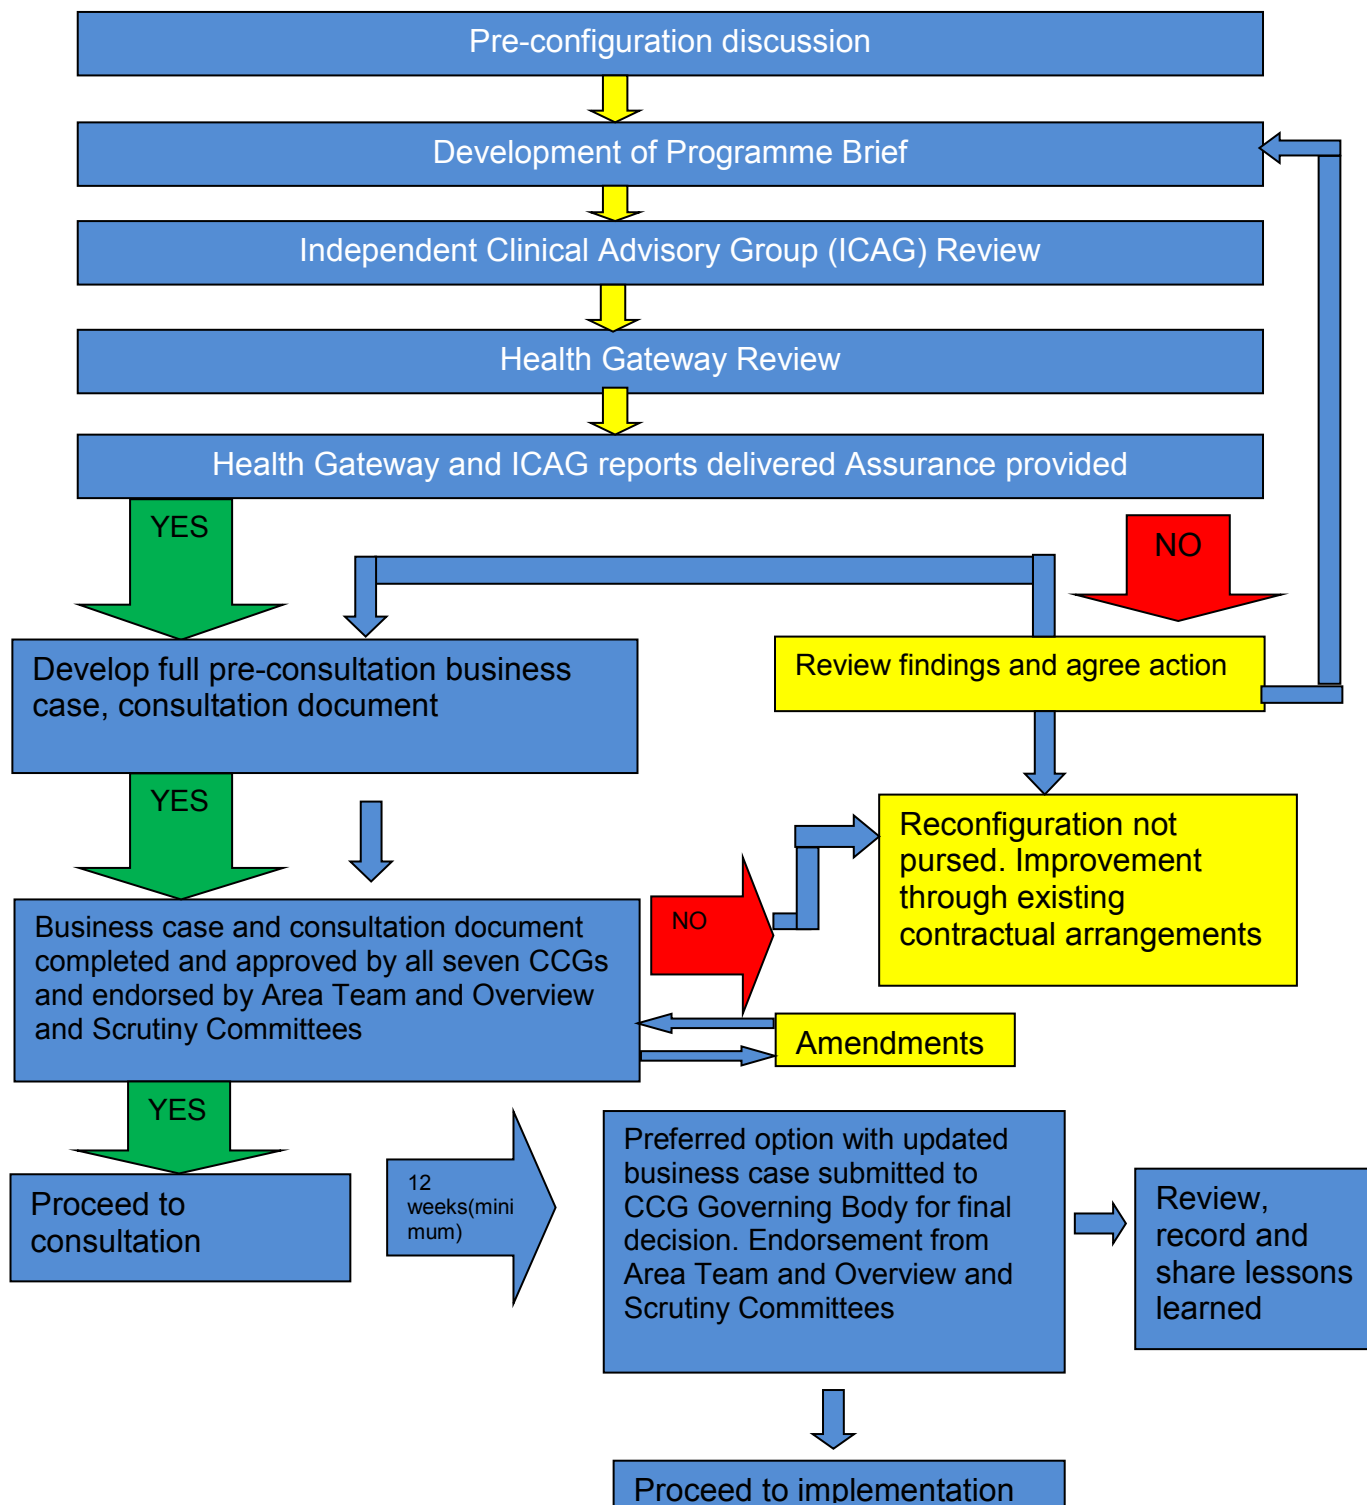 Pre-configuration discussion
Development of Programme Brief
Independent Clinical Advisory Group (ICAG) Review
Health Gateway Review
Health Gateway and ICAG reports delivered Assurance provided
YES
NO
Develop full pre-consultation business
case, consultation document
Review findings and agree action
YES
Reconfiguration not
pursed. Improvement
through existing
contractual arrangements
Business case and consultation document
completed and approved by all seven CCGs
and endorsed by Area Team and Overview
and Scrutiny Committees
NO
Amendments
YES
Proceed to
consultation
12
weeks(mini
mum)
Preferred option with updated
business case submitted to
CCG Governing Body for final
decision. Endorsement from
Area Team and Overview and
Scrutiny Committees
Review,
record and
share lessons
learned
Proceed to implementation